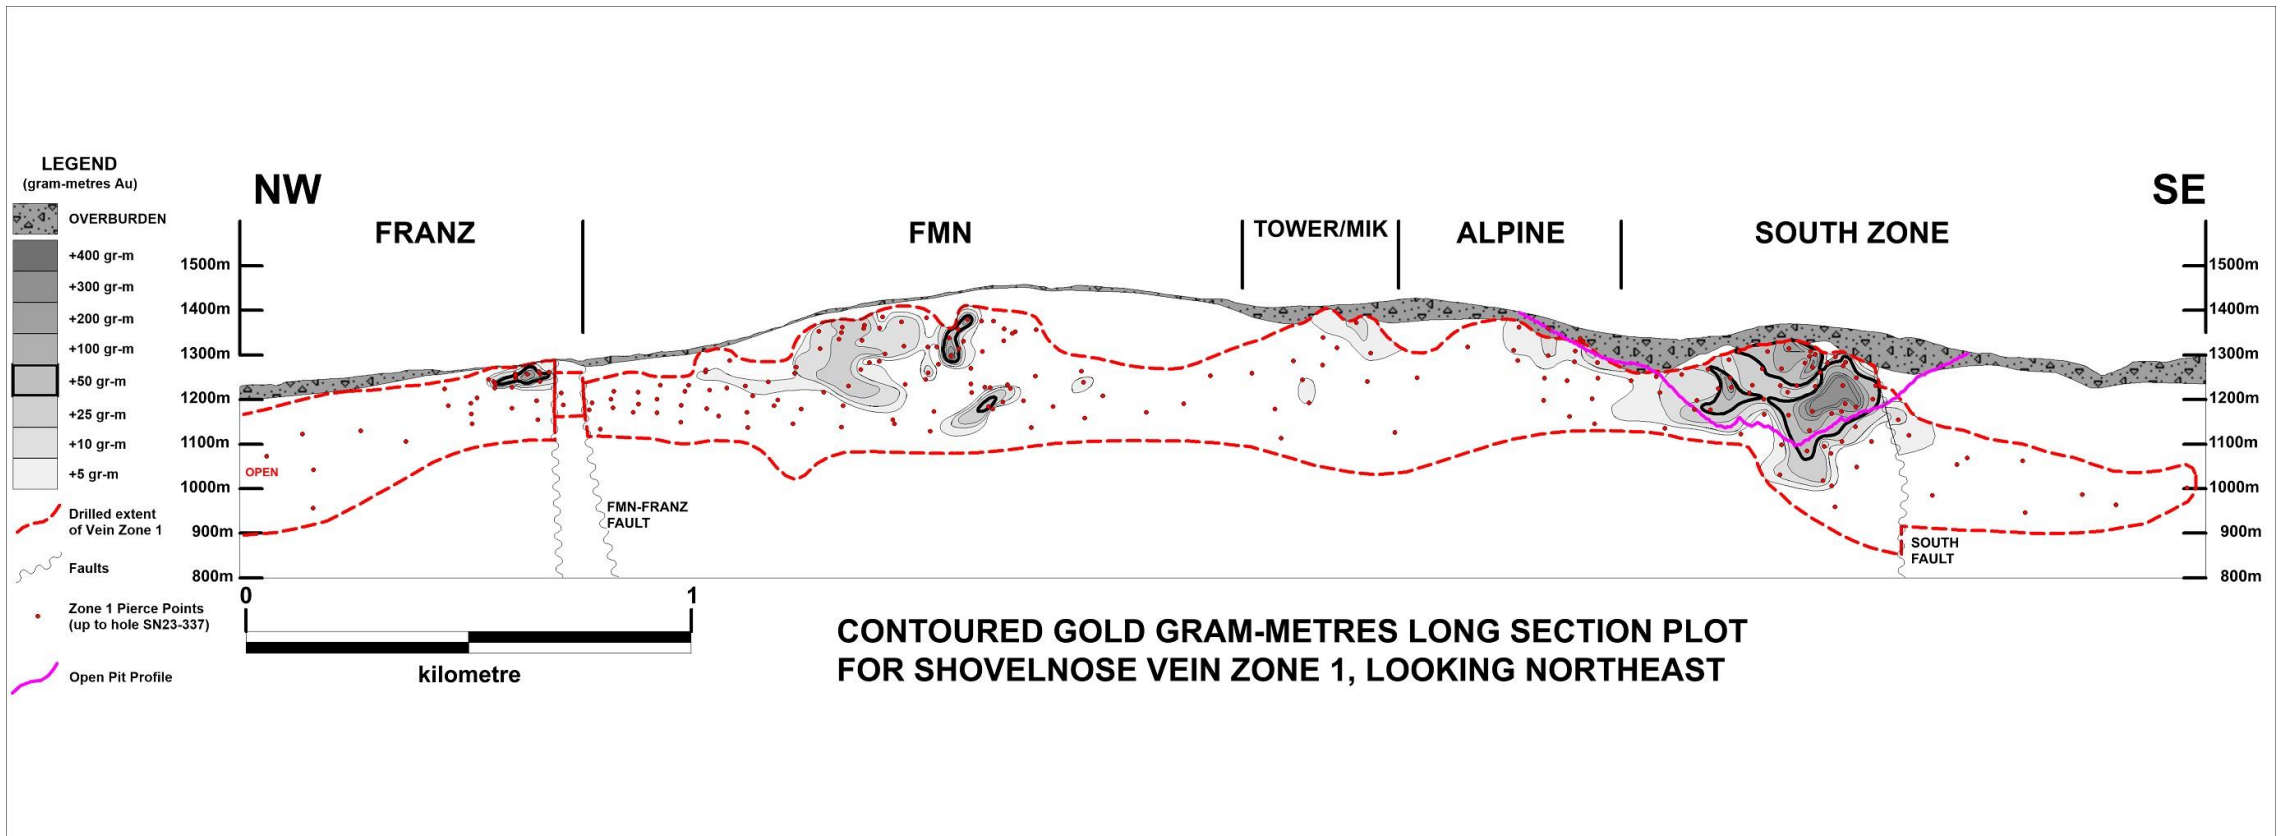 LEGEND
(gram-metres Au)
OVERBURDEN
+400 gr-m
+300 gr-m
+200 gr-m
+100 gr-m
+50 gr-m
+25 gr-m
+10 gr-m
+5 gr-m
Drilled extent
of Vein Zone 1
Faults
Zone 1 Pierce Points
(up to hole SN23-337)
Open Pit Profile
NW
SE
FRANZ
FMN
TOWER/MIK
ALPINE
SOUTH ZONE
1500m
1400m
1300m
1200m
1100m
1000m
900m
800m
1500m
1400m
1300m
1200m
1100m
1000m
900m
800m
OPEN
FMN-FRANZ
FAULT
SOUTH
FAULT
0
1
kilometre
CONTOURED GOLD GRAM-METRES LONG SECTION PLOT
FOR SHOVELNOSE VEIN ZONE 1, LOOKING NORTHEAST